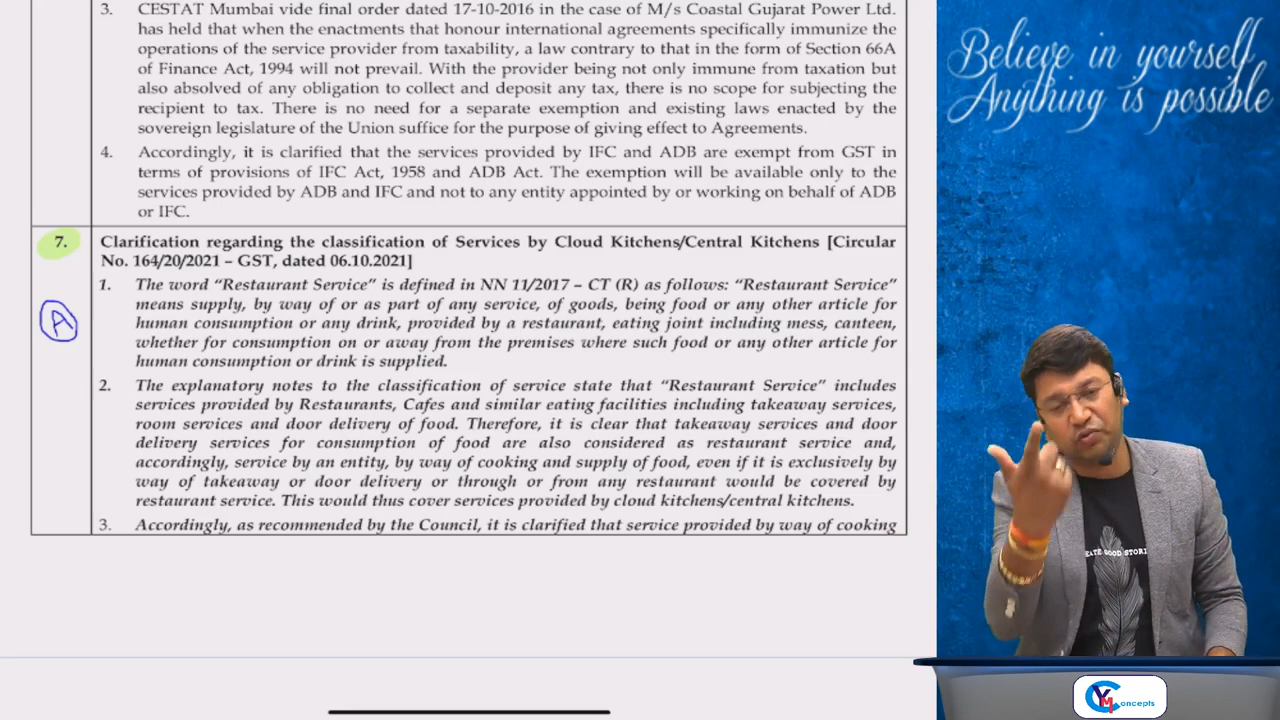 3. CESTAT Mumbai vide final order dated 17-10-2016 in the case of M/s Coastal Gujarat Power Ltd.
has held that when the enactments that honour international agreements specifically immunize the
operations of the service provider from taxability, a law contrary to that in the form of Section 66A
of Finance Act, 1994 will not prevail. With the provider being not only immune from taxation but
also absolved of any obligation to collect and deposit any tax, there is no scope for subjecting the
recipient to tax. There is no need for a separate exemption and existing laws enacted by the
sovereign legislature of the Union suffice for the purpose of giving effect to Agreements.
4. Accordingly, it is clarified that the services provided by IFC and ADB are exempt from GST in
terms of provisions of IFC Act, 1958 and ADB Act. The exemption will be available only to the
services provided by ADB and IFC and not to any entity appointed by or working on behalf of ADB
or IFC.
7. Clarification regarding the classification of Services by Cloud Kitchens/Central Kitchens [Circular
No. 164/20/2021 – GST, dated 06.10.2021]
A
1. The word “Restaurant Service” is defined in NN 11/2017 – CT (R) as follows: “Restaurant Service”
means supply, by way of or as part of any service, of goods, being food or any other article for
human consumption or any drink, provided by a restaurant, eating joint including mess, canteen,
whether for consumption on or away from the premises where such food or any other article for
human consumption or drink is supplied.
2. The explanatory notes to the classification of service state that “Restaurant Service” includes
services provided by Restaurants, Cafes and similar eating facilities including takeaway services,
room services and door delivery of food. Therefore, it is clear that takeaway services and door
delivery services for consumption of food are also considered as restaurant service and,
accordingly, service by an entity, by way of cooking and supply of food, even if it is exclusively by
way of takeaway or door delivery or through or from any restaurant would be covered by
restaurant service. This would thus cover services provided by cloud kitchens/central kitchens.
3. Accordingly, as recommended by the Council, it is clarified that service provided by way of cooking
Believe in yourself
Anything is possible
EATE GOOD STORI
CYM
oncepts